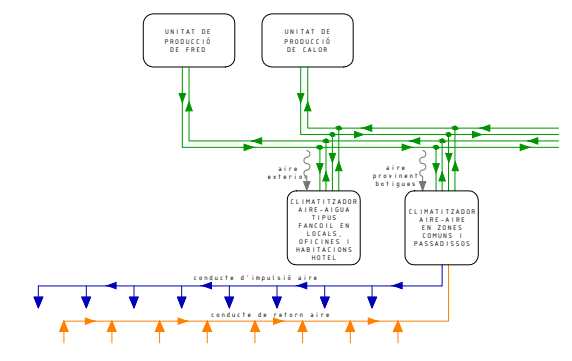 UNITAT DE
PRODUCCIÓ
DE FRED
UNITAT DE
PRODUCCIÓ
DE CALOR
aire
exterior
aire
provinent
botigues
CLIMATITZADOR
AIRE-AIGUA
TIPUS
FANCOIL EN
LOCALS,
OFICINES I
HABITACIONS
HOTEL
CLIMATITZADOR
AIRE-AIRE
EN ZONES
COMUNS I
PASSADISSOS
conducte d'impulsió aire
conducte de retorn aire